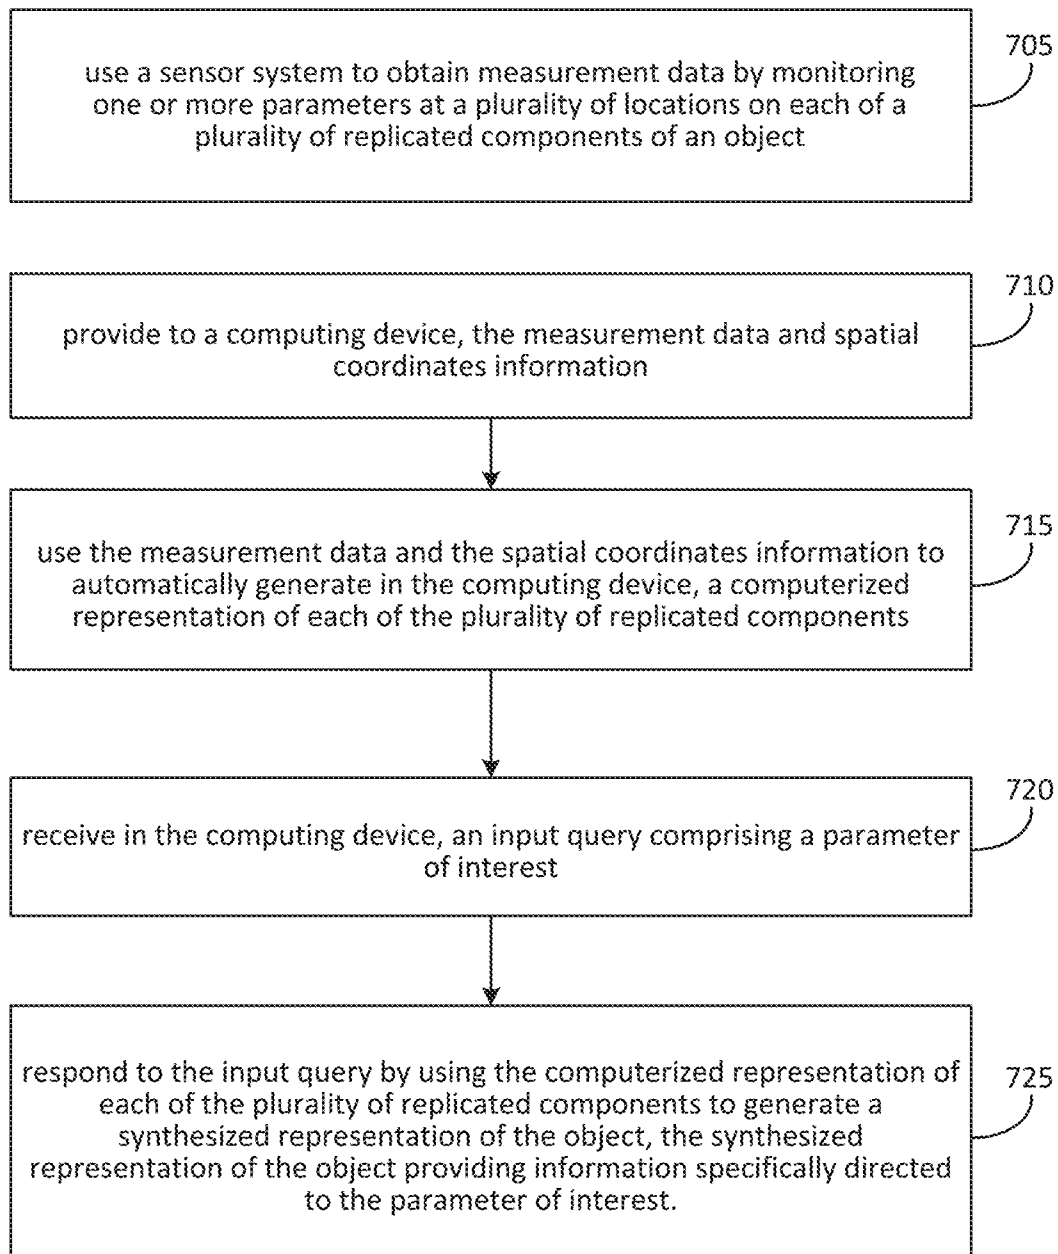 705
use a sensor system to obtain measurement data by monitoring
one or more parameters at a plurality of locations on each of a
plurality of replicated components of an object
710
provide to a computing device, the measurement data and spatial
coordinates information
715
use the measurement data and the spatial coordinates information to
automatically generate in the computing device, a computerized
representation of each of the plurality of replicated components
720
receive in the computing device, an input query comprising a parameter
of interest
725
respond to the input query by using the computerized representation of
each of the plurality of replicated components to generate a
synthesized representation of the object, the synthesized
representation of the object providing information specifically directed
to the parameter of interest.